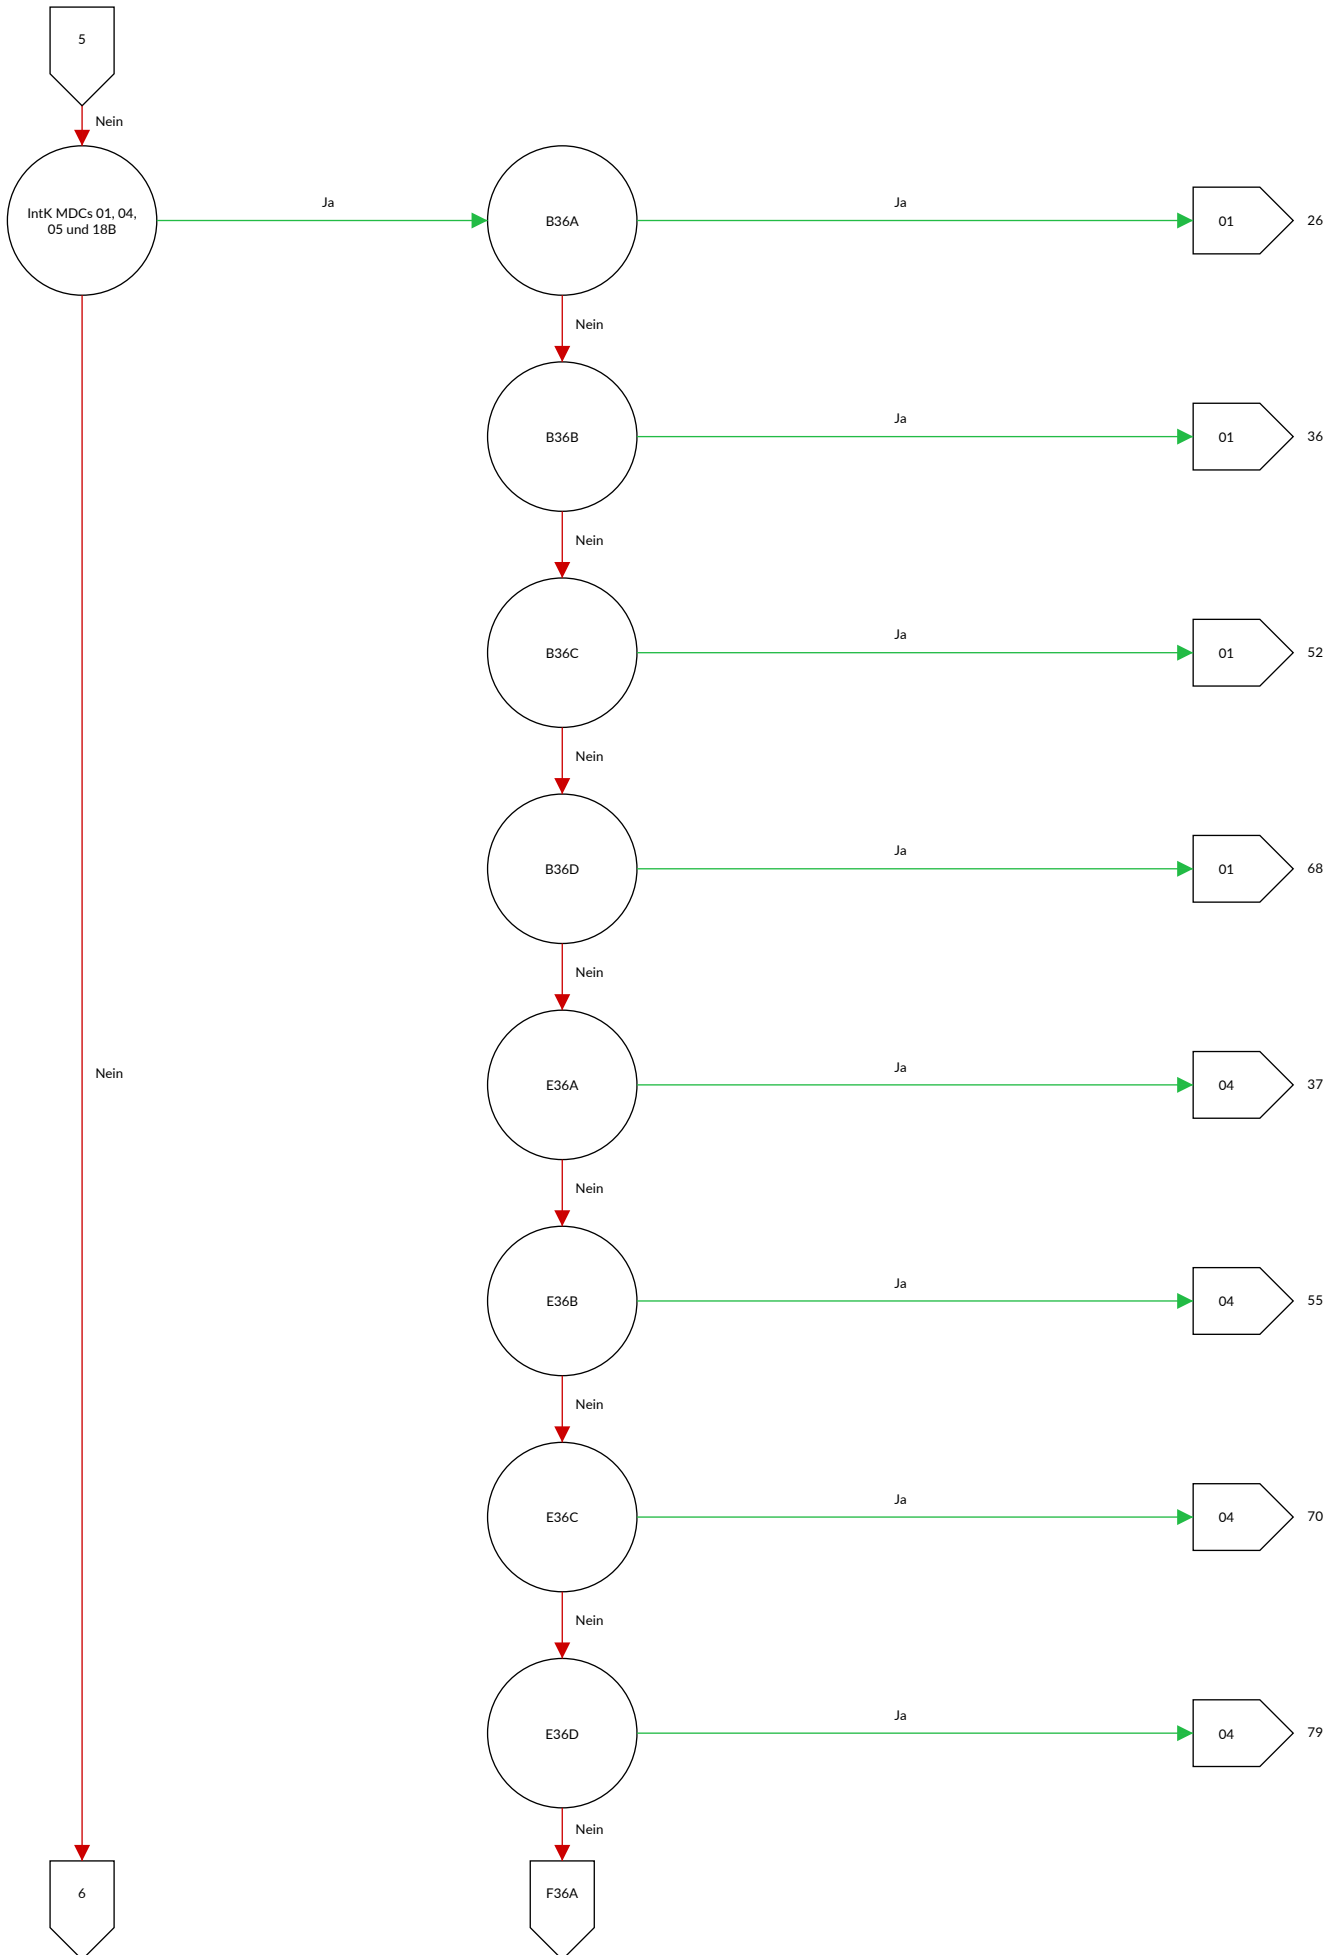 5
Nein
IntK MDCs 01, 04,
05 und 18B
Ja
B36A
Ja
01
26
Nein
B36B
Ja
01
36
Nein
B36C
Ja
01
52
Nein
B36D
Ja
01
68
Nein
Nein
E36A
Ja
04
37
Nein
E36B
Ja
04
55
Nein
E36C
Ja
04
70
Nein
E36D
Ja
04
79
Nein
6
F36A